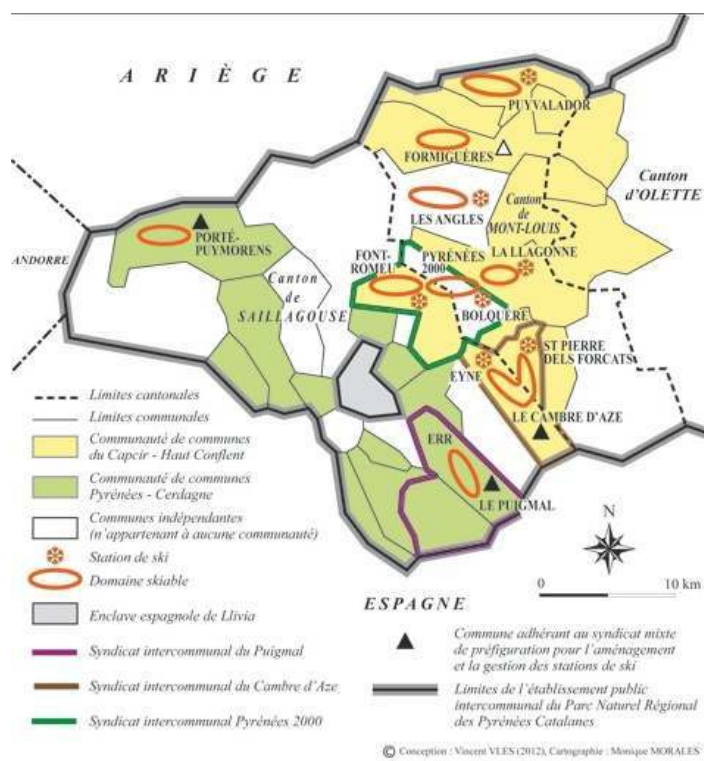 ARIÈGE
PUYVALADOR
FORMIGUÈRES
Canton
d'OLETTE
LES ANGLES
Canton
de
MONT-LOUIS
PORTÉ-
PUYMORENS
ANDORRE
FONT-
ROMEU
PYRÉNÉES
2000
LA LLAGONNE
Canton
de
SAILLAGOUSE
BOLQUÈRE
ST PIERRE
DELS FORCATS
EYNE
LE CAMBRE D'AZE
ERR
LE PUIGMAL
Limites cantonales
Limites communales
Communauté de communes
du Capcir - Haut Conflent
Communauté de communes
Pyrénées - Cerdagne
Communes indépendantes
(n'appartenant à aucune communauté)
Station de ski
Domaine skiable
Enclave espagnole de Llivia
Syndicat intercommunal du Puigmal
Syndicat intercommunal du Cambre d'Aze
Syndicat intercommunal Pyrénées 2000
N
0 10 km
ESPAGNE
Commune adhérant au syndicat mixte
de préfiguration pour l'aménagement
et la gestion des stations de ski
Limites de l'établissement public
intercommunal du Parc Naturel Régional
des Pyrénées Catalanes
© Conception : Vincent VLES (2012), Cartographie : Monique MORALES